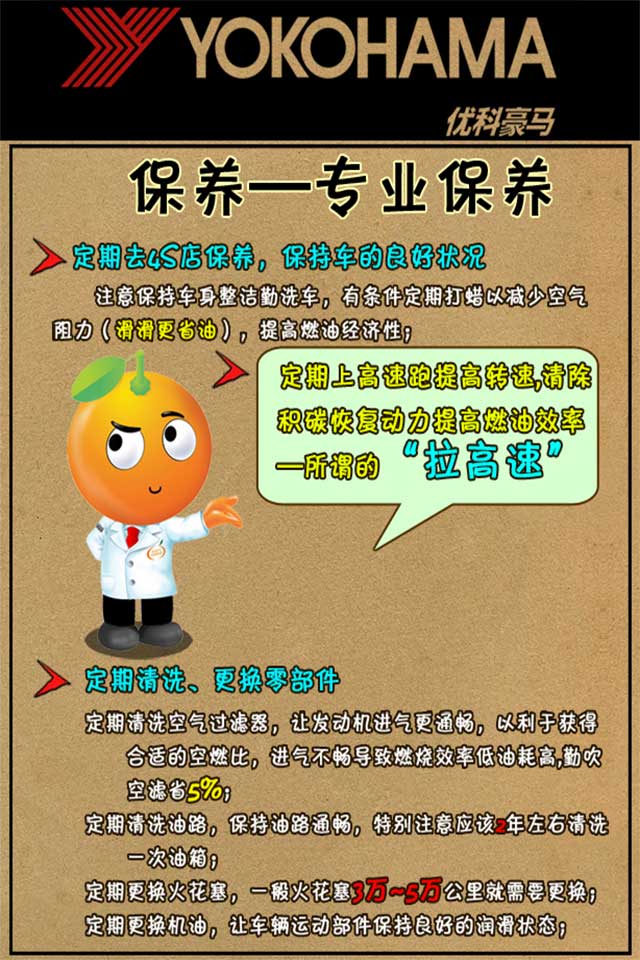 YOKOHAMA
优科豪马
保养—专业保养
定期去4S店保养，保持车的良好状况
注意保持车身整洁勤洗车，有条件定期打蜡以减少空气
阻力（滑滑更省油），提高燃油经济性；
定期上高速跑提高转速,清除
积碳恢复动力提高燃油效率
—所谓的“拉高速”
定期清洗、更换零部件
定期清洗空气过滤器，让发动机进气更通畅，以利于获得
合适的空燃比，进气不畅导致燃烧效率低油耗高,勤吹
空滤省5%；
定期清洗油路，保持油路通畅，特别注意应该2年左右清洗
一次油箱；
定期更换火花塞，一般火花塞3万~5万公里就需要更换；
定期更换机油，让车辆运动部件保持良好的润滑状态；